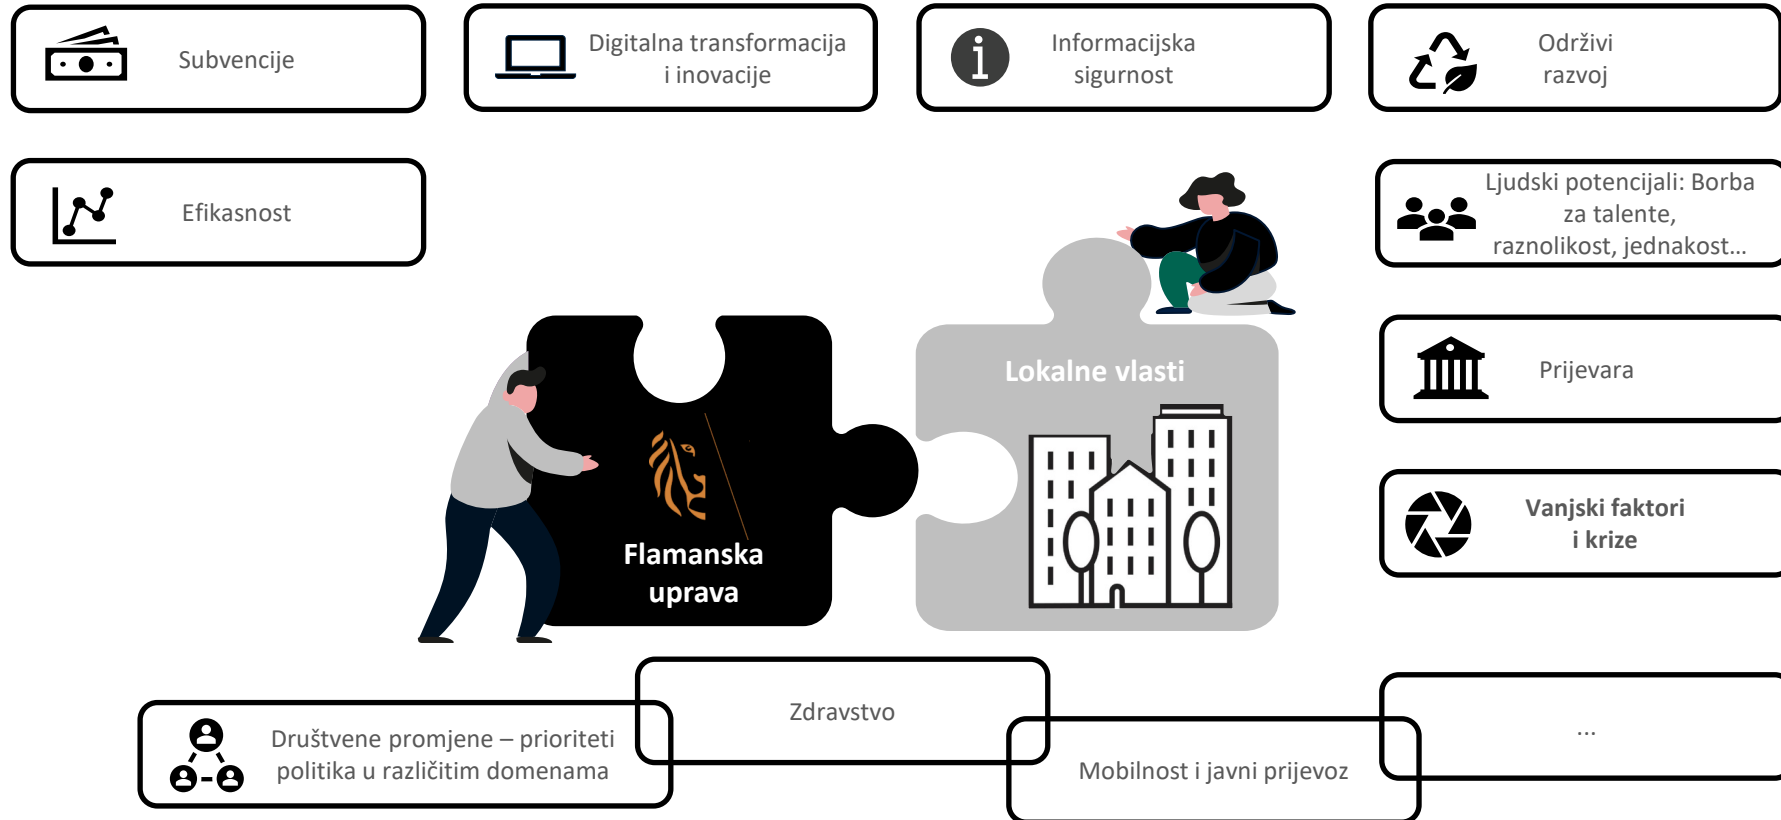 Subvencije
Digitalna transformacija
i inovacije
Informacijska
sigurnost
Održivi
razvoj
Efikasnost
Ljudski potencijali: Borba
za talente,
raznolikost, jednakost...
Lokalne vlasti
Prijevara
Flamanska
uprava
Vanjski faktori
i krize
Društvene promjene – prioriteti
politika u različitim domenama
Zdravstvo
Mobilnost i javni prijevoz
...